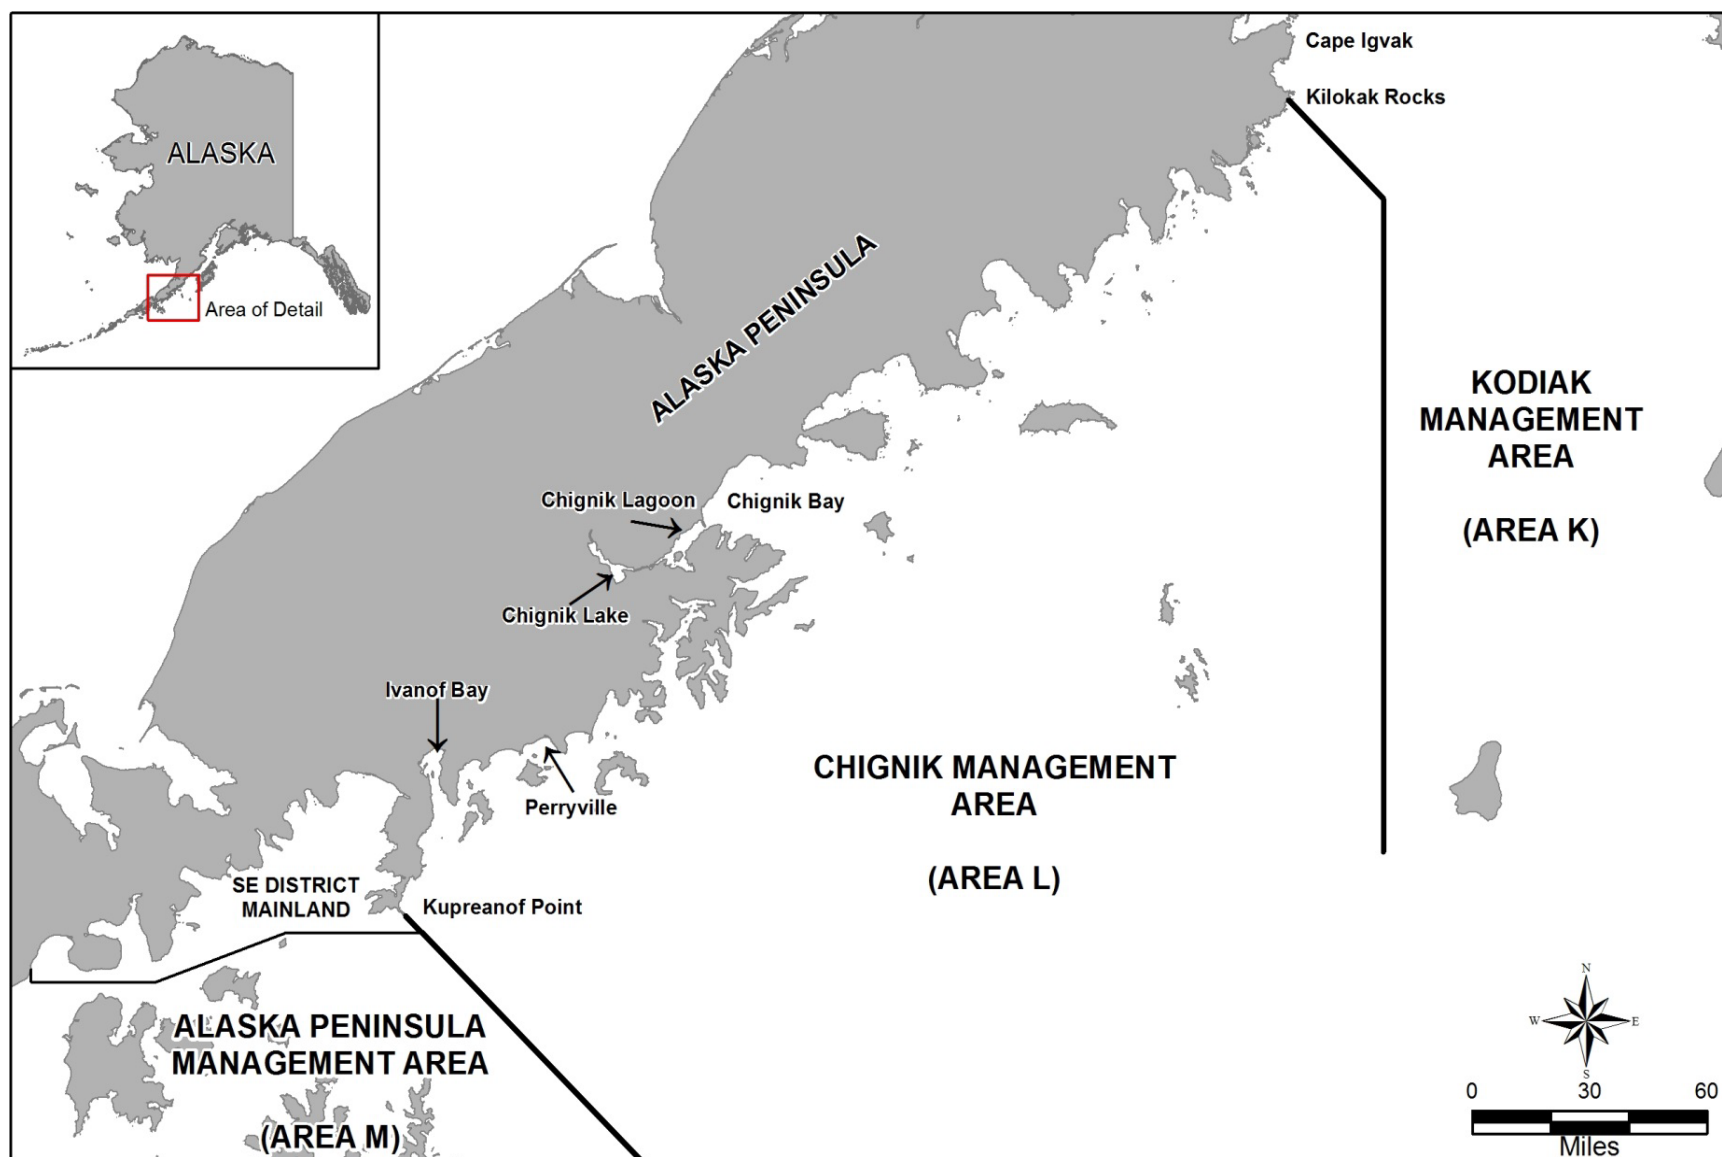 Cape Igvak
Kilokak Rocks
ALASKA
Area of Detail
ALASKA PENINSULA
KODIAK
MANAGEMENT
AREA
(AREA K)
Chignik Lagoon
Chignik Bay
Chignik Lake
Ivanof Bay
Perryville
CHIGNIK MANAGEMENT
AREA
(AREA L)
SE DISTRICT
MAINLAND
Kupreanof Point
ALASKA PENINSULA
MANAGEMENT AREA
(AREA M)
N
W E
S
0 30 60
Miles